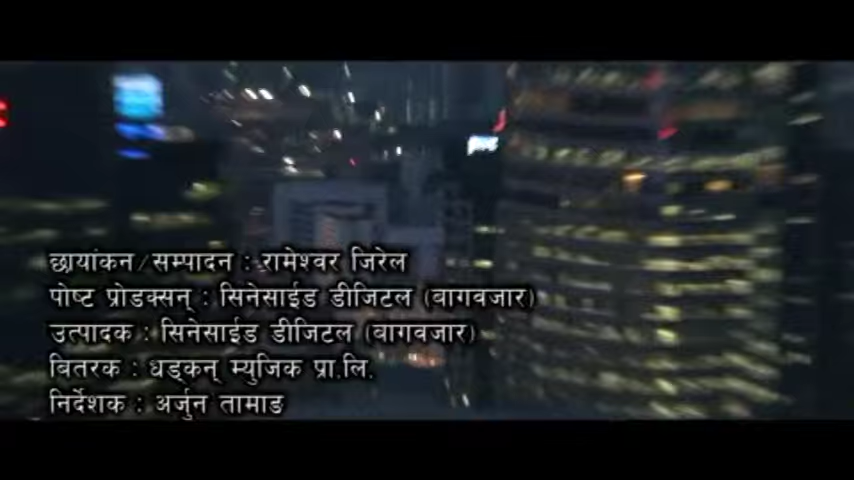 छायांकन/सम्पादन : रामेश्वर जिरेल
पोष्ट प्रोडक्सन् : सिनेसाईड डीजिटल (बागवजार)
उत्पादक : सिनेसाईड डीजिटल (बागवजार)
बितरक : धड्कन् म्युजिक प्रा.लि.
निर्देशक : अर्जुन तामाङ